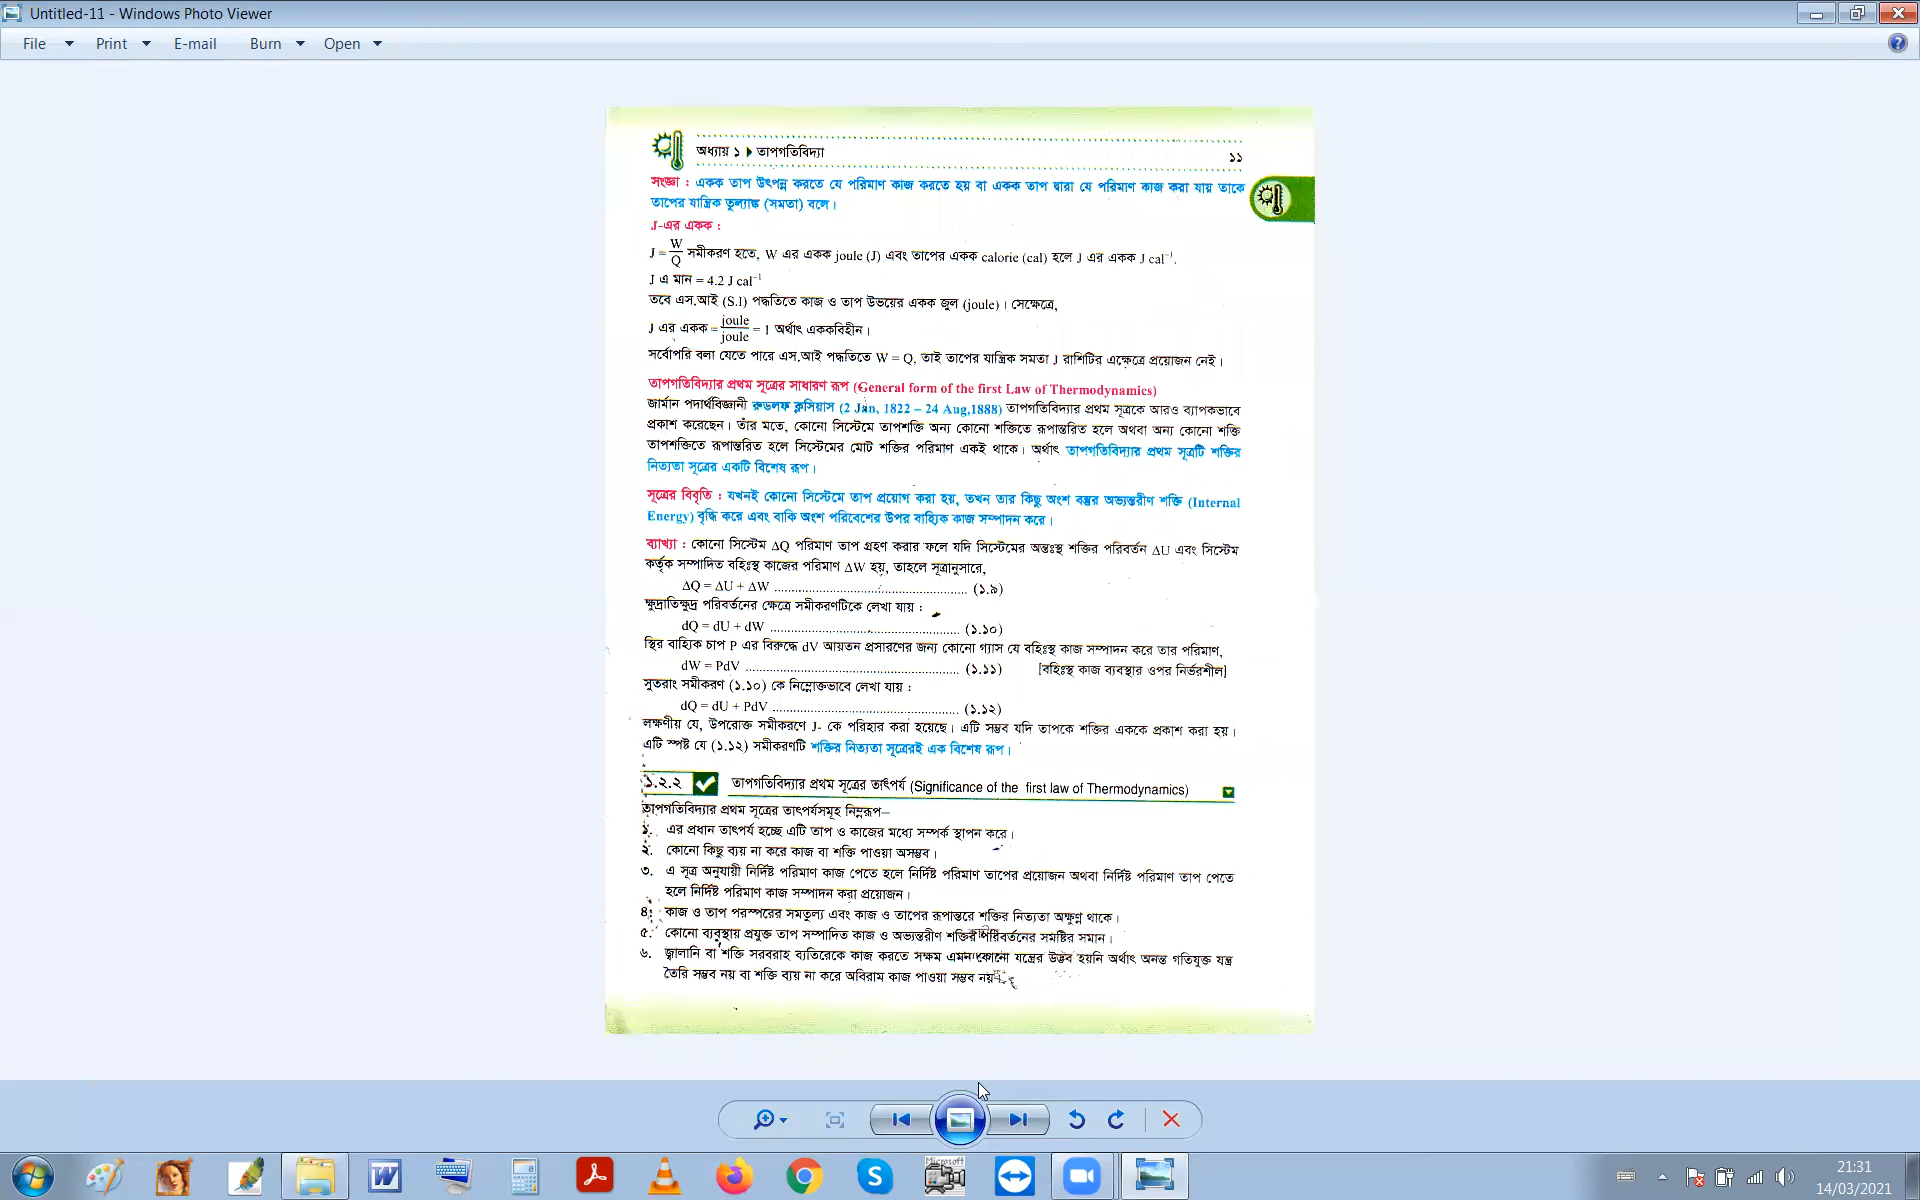 Untitled-11 - Windows Photo Viewer
File Print E-mail Burn Open
অধ্যায় ১ তাপগতিবিদ্যা ১১
সংজ্ঞা : একক তাপ উৎপন্ন করতে যে পরিমাণ কাজ করতে হয় বা একক তাপ দ্বারা যে পরিমাণ কাজ করা যায় তাকে
তাপের যান্ত্রিক তুল্যাঙ্ক (সমতা) বলে।
J-এর একক :
J = W/Q সমীকরণ হতে, W এর একক joule (J) এবং তাপের একক calorie (cal) হলে J এর একক J cal⁻¹.
J এ মান = 4.2 J cal⁻¹
তবে এস.আই (S.I) পদ্ধতিতে কাজ ও তাপ উভয়ের একক জুল (joule)। সেক্ষেত্রে,
J এর একক = joule/joule = 1 অর্থাৎ এককবিহীন।
সর্বোপরি বলা যেতে পারে এস.আই পদ্ধতিতে W = Q, তাই তাপের যান্ত্রিক সমতা J রাশিটির এক্ষেত্রে প্রয়োজন নেই।
তাপগতিবিদ্যার প্রথম সূত্রের সাধারণ রূপ (General form of the first Law of Thermodynamics)
জার্মান পদার্থবিজ্ঞানী রুডলফ ক্লসিয়াস (2 Jan, 1822 – 24 Aug,1888) তাপগতিবিদ্যার প্রথম সূত্রকে আরও ব্যাপকভাবে
প্রকাশ করেছেন। তাঁর মতে, কোনো সিস্টেমে তাপশক্তি অন্য কোনো শক্তিতে রূপান্তরিত হলে অথবা অন্য কোনো শক্তি
তাপশক্তিতে রূপান্তরিত হলে সিস্টেমের মোট শক্তির পরিমাণ একই থাকে। অর্থাৎ তাপগতিবিদ্যার প্রথম সূত্রটি শক্তির
নিত্যতা সূত্রের একটি বিশেষ রূপ।
সূত্রের বিবৃতি : যখনই কোনো সিস্টেমে তাপ প্রয়োগ করা হয়, তখন তার কিছু অংশ বস্তুর অভ্যন্তরীণ শক্তি (Internal
Energy) বৃদ্ধি করে এবং বাকি অংশ পরিবেশের উপর বাহ্যিক কাজ সম্পাদন করে।
ব্যাখ্যা : কোনো সিস্টেম ΔQ পরিমাণ তাপ গ্রহণ করার ফলে যদি সিস্টেমের অন্তঃস্থ শক্তির পরিবর্তন ΔU এবং সিস্টেম
কর্তৃক সম্পাদিত বহিঃস্থ কাজের পরিমাণ ΔW হয়, তাহলে সূত্রানুসারে,
ΔQ = ΔU + ΔW ................................................ (১.৯)
ক্ষুদ্রাতিক্ষুদ্র পরিবর্তনের ক্ষেত্রে সমীকরণটিকে লেখা যায় :
dQ = dU + dW ................................................ (১.১০)
স্থির বাহ্যিক চাপ P এর বিরুদ্ধে dV আয়তন প্রসারণের জন্য কোনো গ্যাস যে বহিঃস্থ কাজ সম্পাদন করে তার পরিমাণ,
dW = PdV ..................................................... (১.১১) [বহিঃস্থ কাজ ব্যবস্থার ওপর নির্ভরশীল]
সুতরাং সমীকরণ (১.১০) কে নিম্নোক্তভাবে লেখা যায় :
dQ = dU + PdV .............................................. (১.১২)
লক্ষণীয় যে, উপরোক্ত সমীকরণে J- কে পরিহার করা হয়েছে। এটি সম্ভব যদি তাপকে শক্তির এককে প্রকাশ করা হয়।
এটি স্পষ্ট যে (১.১২) সমীকরণটি শক্তির নিত্যতা সূত্রেরই এক বিশেষ রূপ।
১.২.২ তাপগতিবিদ্যার প্রথম সূত্রের তাৎপর্য (Significance of the first law of Thermodynamics)
তাপগতিবিদ্যার প্রথম সূত্রের তাৎপর্যসমূহ নিম্নরূপ–
১. এর প্রধান তাৎপর্য হচ্ছে এটি তাপ ও কাজের মধ্যে সম্পর্ক স্থাপন করে।
২. কোনো কিছু ব্যয় না করে কাজ বা শক্তি পাওয়া অসম্ভব।
৩. এ সূত্র অনুযায়ী নির্দিষ্ট পরিমাণ কাজ পেতে হলে নির্দিষ্ট পরিমাণ তাপের প্রয়োজন অথবা নির্দিষ্ট পরিমাণ তাপ পেতে
হলে নির্দিষ্ট পরিমাণ কাজ সম্পাদন করা প্রয়োজন।
৪. কাজ ও তাপ পরস্পরের সমতুল্য এবং কাজ ও তাপের রূপান্তরে শক্তির নিত্যতা অক্ষুণ্ন থাকে।
৫. কোনো ব্যবস্থায় প্রযুক্ত তাপ সম্পাদিত কাজ ও অভ্যন্তরীণ শক্তির পরিবর্তনের সমষ্টির সমান।
৬. জ্বালানি বা শক্তি সরবরাহ ব্যতিরেকে কাজ করতে সক্ষম এমন কোনো যন্ত্রের উদ্ভব হয়নি অর্থাৎ অনন্ত গতিযুক্ত যন্ত্র
তৈরি সম্ভব নয় বা শক্তি ব্যয় না করে অবিরাম কাজ পাওয়া সম্ভব নয়।
Microsoft
21:31
14/03/2021